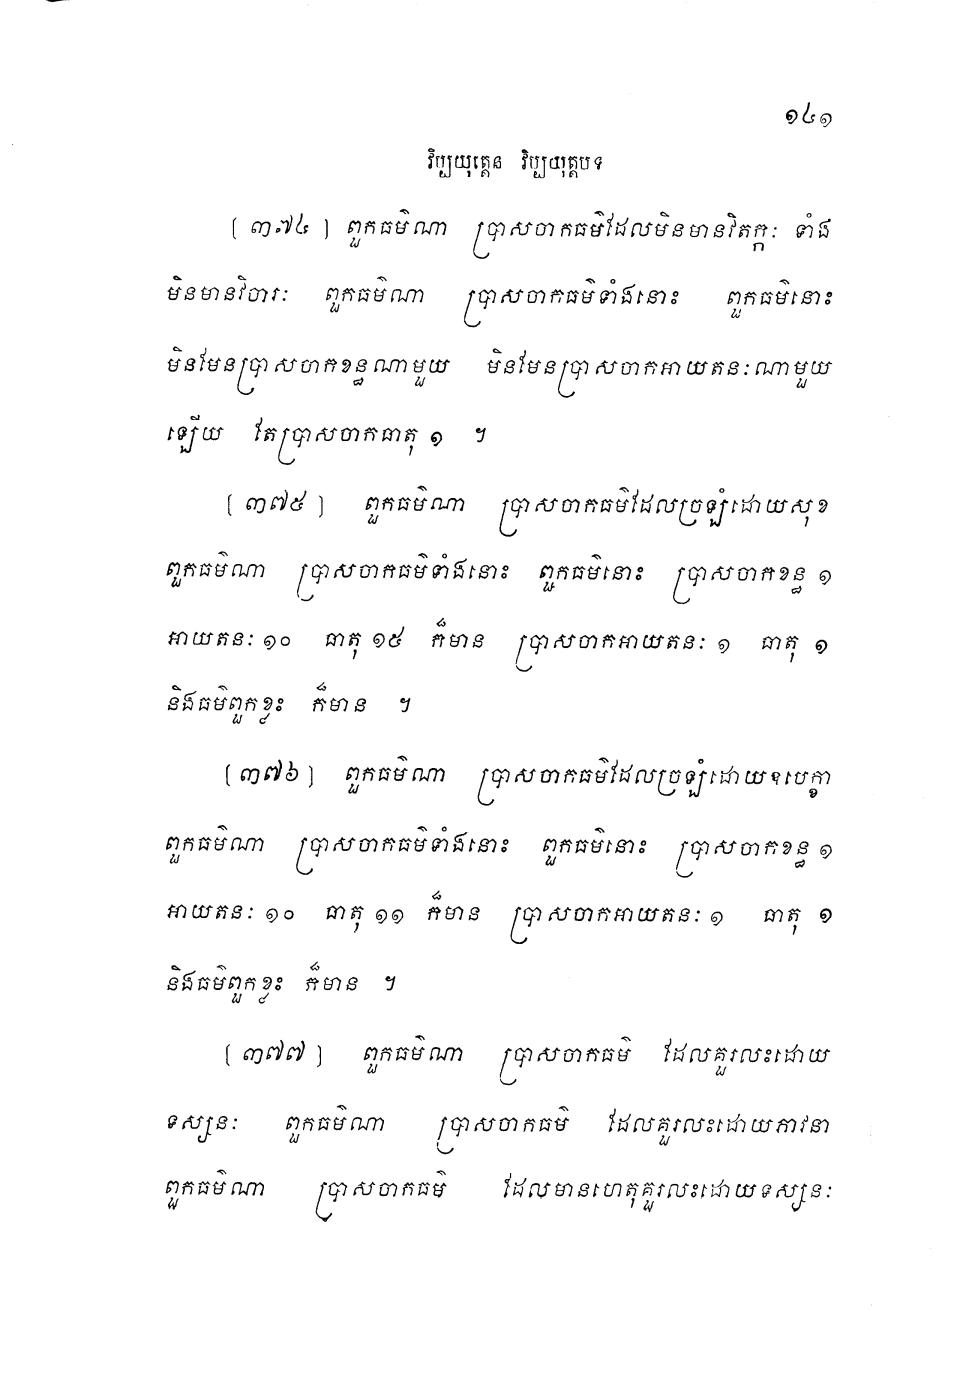 ១៤១
វិប្បយុត្តេន វិប្បយុត្តបទ
[ ៣៧៤ ] ពួកធម៌ណា ប្រាសចាកធម៌ដែលមិនមានវិតក្កៈ ទាំង
មិនមានវិចារៈ ពួកធម៌ណា ប្រាសចាកធម៌ទាំងនោះ ពួកធម៌នោះ
មិនមែនប្រាសចាកខន្ធណាមួយ មិនមែនប្រាសចាកអាយតនៈណាមួយ
ឡើយ តែប្រាសចាកធាតុ ១ ។
[ ៣៧៥ ] ពួកធម៌ណា ប្រាសចាកធម៌ដែលច្រឡំដោយសុខ
ពួកធម៌ណា ប្រាសចាកធម៌ទាំងនោះ ពួកធម៌នោះ ប្រាសចាកខន្ធ ១
អាយតនៈ ១០ ធាតុ ១៥ ក៏មាន ប្រាសចាកអាយតនៈ ១ ធាតុ ១
និងធម៌ពួកខ្លះ ក៏មាន ។
[ ៣៧៦ ] ពួកធម៌ណា ប្រាសចាកធម៌ដែលច្រឡំដោយឧបេក្ខា
ពួកធម៌ណា ប្រាសចាកធម៌ទាំងនោះ ពួកធម៌នោះ ប្រាសចាកខន្ធ ១
អាយតនៈ ១០ ធាតុ ១១ ក៏មាន ប្រាសចាកអាយតនៈ ១ ធាតុ ១
និងធម៌ពួកខ្លះ ក៏មាន ។
[ ៣៧៧ ] ពួកធម៌ណា ប្រាសចាកធម៌ ដែលគួរលះដោយ
ទស្សនៈ ពួកធម៌ណា ប្រាសចាកធម៌ ដែលគួរលះដោយភាវនា
ពួកធម៌ណា ប្រាសចាកធម៌ ដែលមានហេតុគួរលះដោយទស្សនៈ